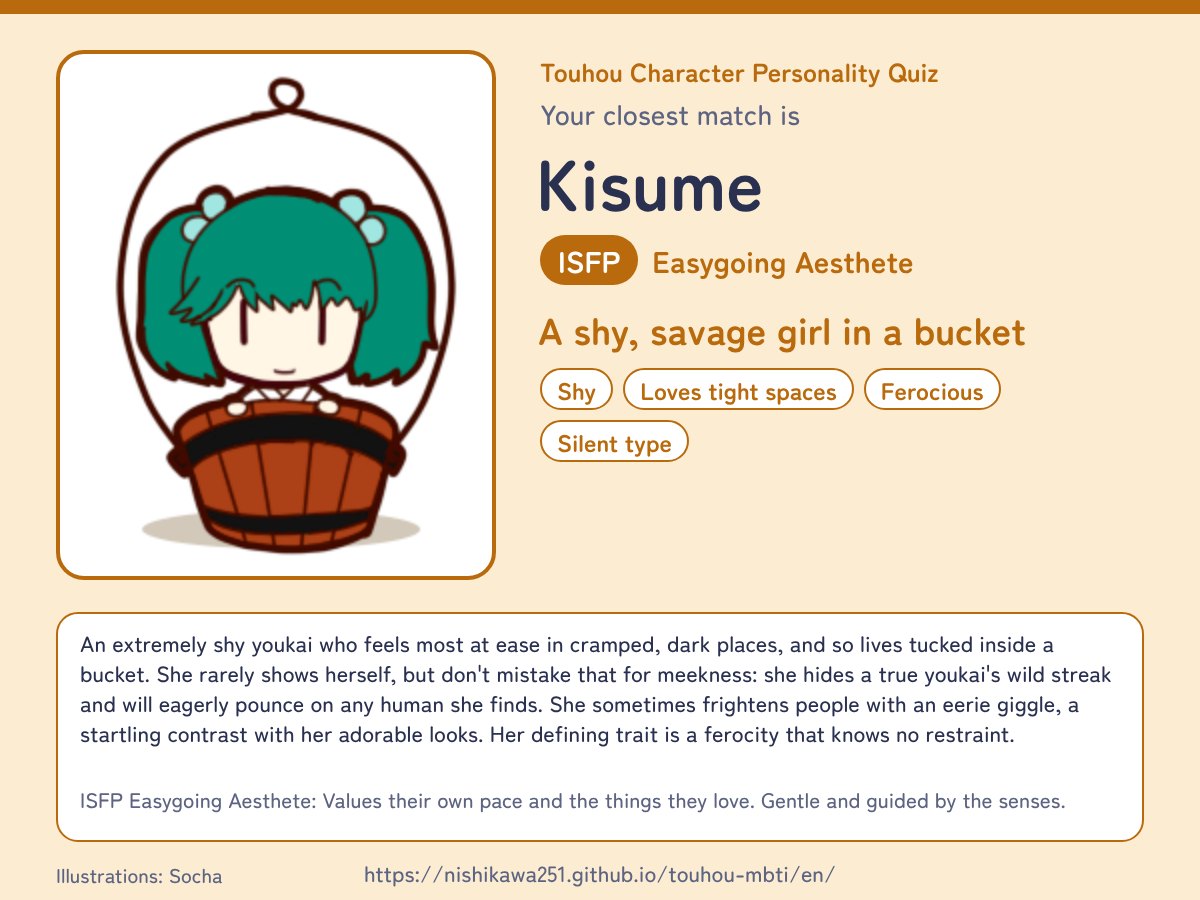 Touhou Character Personality Quiz
Your closest match is
Kisume
ISFP Easygoing Aesthete
A shy, savage girl in a bucket
Shy Loves tight spaces Ferocious
Silent type
An extremely shy youkai who feels most at ease in cramped, dark places, and so lives tucked inside a
bucket. She rarely shows herself, but don't mistake that for meekness: she hides a true youkai's wild streak
and will eagerly pounce on any human she finds. She sometimes frightens people with an eerie giggle, a
startling contrast with her adorable looks. Her defining trait is a ferocity that knows no restraint.
ISFP Easygoing Aesthete: Values their own pace and the things they love. Gentle and guided by the senses.
Illustrations: Socha https://nishikawa251.github.io/touhou-mbti/en/